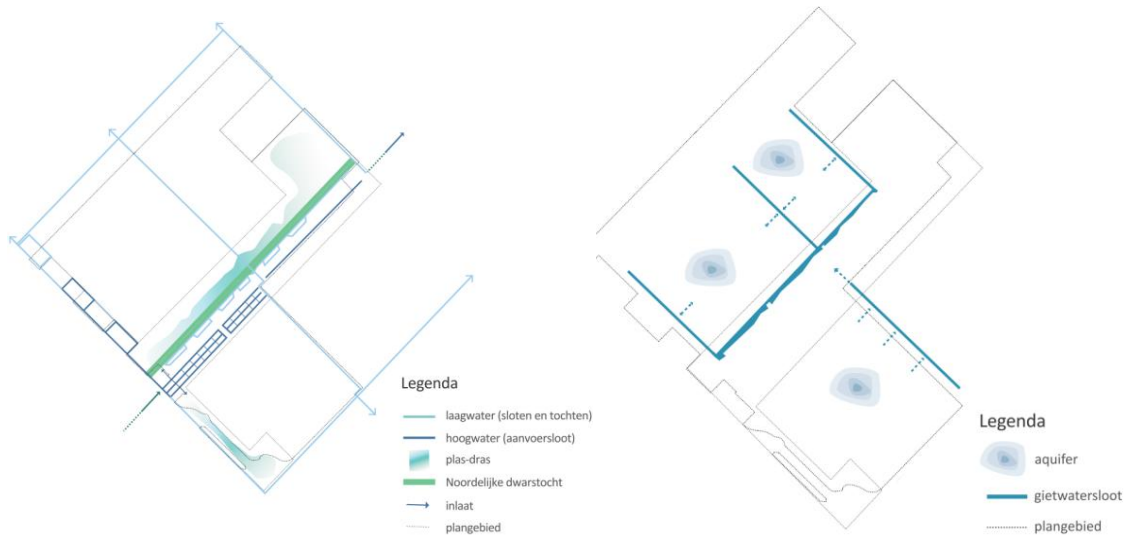 Legenda
laagwater (sloten en tochten)
hoogwater (aanvoersloot)
plas-dras
Noordelijke dwarstocht
inlaat
plangebied
Legenda
aquifer
gietwatersloot
plangebied